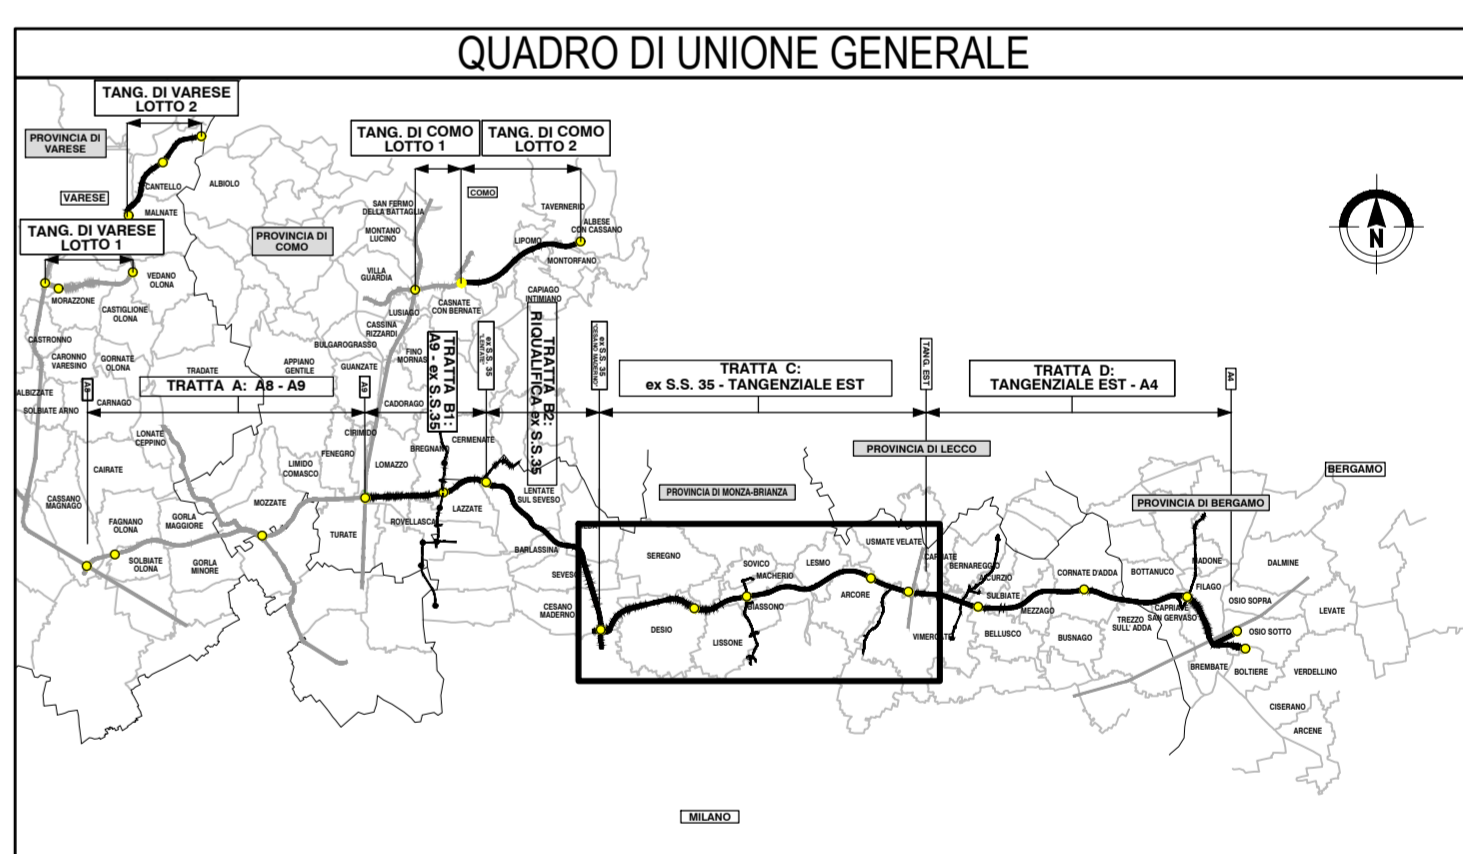 QUADRO DI UNIONE GENERALE
TANG. DI VARESE
LOTTO 2
TANG. DI COMO
LOTTO 1
TANG. DI COMO
LOTTO 2
PROVINCIA DI
VARESE
CANTELLO
ALBIOLO
VARESE
MALNATE
COMO
SAN FERMO
DELLA BATTAGLIA
TAVERNERIO
ALBESE
CON CASSANO
TANG. DI VARESE
LOTTO 1
PROVINCIA DI
COMO
MONTANO
LUCINO
LIPOMO
MONTORFANO
N
VEDANO
OLONA
VILLA
GUARDIA
MORAZZONE
CASTIGLIONE
OLONA
CAPIAGO
INTIMIANO
CASNATE
CON BERNATE
LUSIAGO
CASSINA
RIZZARDI
CASTRONNO
BULGAROGRASSO
FINO
MORNAS
CARONNO
VARESINO
GORNATE
OLONA
TRADATE
APPIANO
GENTILE
GUANZATE
TRATTA B1:
A9 - ex S.S.35
ex S.S. 35
"LENTATE"
TRATTA B2:
RIQUALIFICA ex S.S.35
ex S.S. 35
"CESANO MADERNO"
TANG. EST
A4
A8
TRATTA A: A8 - A9
A9
TRATTA C:
ex S.S. 35 - TANGENZIALE EST
TRATTA D:
TANGENZIALE EST - A4
ALBIZZATE
SOLBIATE ARNO
CARNAGO
CADORAGO
LONATE
CEPPINO
CIRIMIDO
CERMENATE
BREGNANO
FENEGRO
PROVINCIA DI LECCO
CAIRATE
LIMIDO
COMASCO
LOMAZZO
BERGAMO
CASSANO
MAGNAGO
MOZZATE
LENTATE
SUL SEVESO
PROVINCIA DI MONZA-BRIANZA
PROVINCIA DI BERGAMO
LAZZATE
FAGNANO
OLONA
GORLA
MAGGIORE
ROVELLASCA
TURATE
USMATE VELATE
BARLASSINA
SEREGNO
SOLBIATE
OLONA
GORLA
MINORE
SOVICO
LESMO
MACHERIO
BERNAREGGIO
MADONE
DALMINE
SEVESO
CORNATE D'ADDA
BOTTANUCO
AICURZIO
FILAGO
ARCORE
SULBIATE
OSIO SOPRA
CESANO
MADERNO
BIASSONO
MEZZAGO
CAPRIATE
SAN GERVASO
LEVATE
TREZZO
SULL' ADDA
DESIO
LISSONE
VIMERCATE
BELLUSCO
BUSNAGO
OSIO SOTTO
BREMBATE
BOLTIERE
VERDELLINO
CISERANO
ARCENE
MILANO